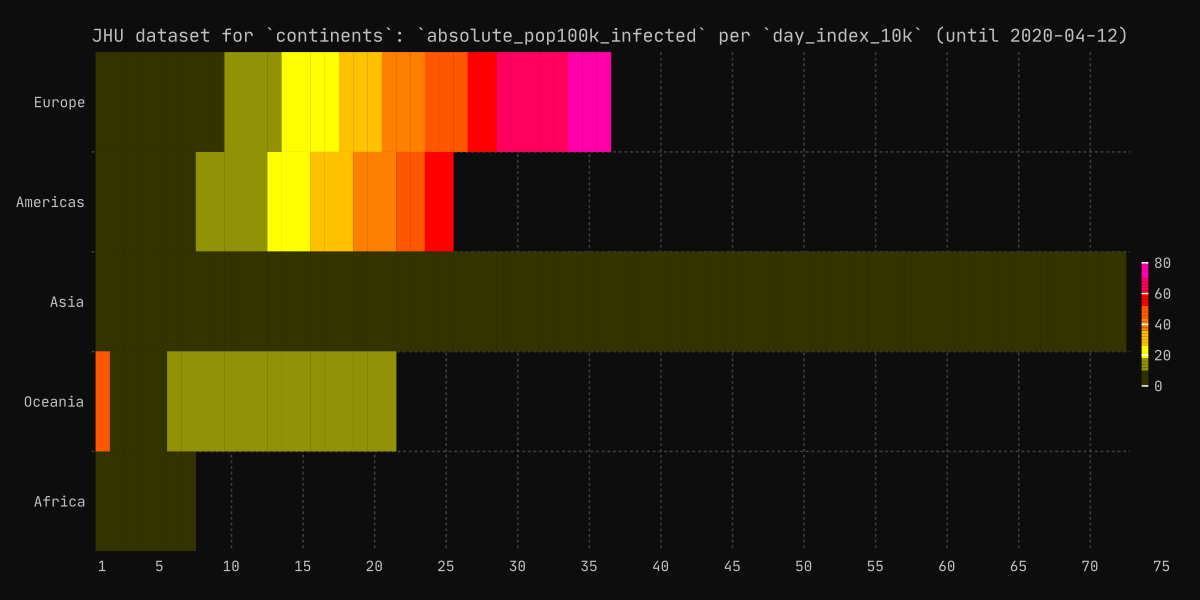 JHU dataset for `continents`: `absolute_pop100k_infected` per `day_index_10k` (until 2020-04-12)
Europe
Americas
Asia
Oceania
Africa
80
60
40
20
0
1 5 10 15 20 25 30 35 40 45 50 55 60 65 70 75